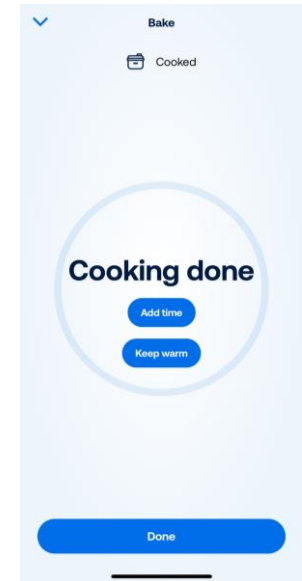 Bake
Cooked
Cooking done
Add time
Keep warm
Done